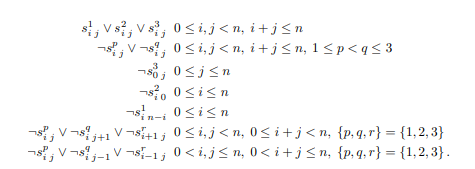 s^1_{i j} ∨ s^2_{i j} ∨ s^3_{i j} 0 ≤ i, j < n, i + j ≤ n
¬s^p_{i j} ∨ ¬s^q_{i j} 0 ≤ i, j < n, i + j ≤ n, 1 ≤ p < q ≤ 3
¬s^3_{0 j} 0 ≤ j ≤ n
¬s^2_{i 0} 0 ≤ i ≤ n
¬s^1_{i n−i} 0 ≤ i ≤ n
¬s^p_{i j} ∨ ¬s^q_{i j+1} ∨ ¬s^r_{i+1 j} 0 ≤ i, j < n, 0 ≤ i + j < n, {p, q, r} = {1, 2, 3}
¬s^p_{i j} ∨ ¬s^q_{i j−1} ∨ ¬s^r_{i−1 j} 0 < i, j ≤ n, 0 < i + j ≤ n, {p, q, r} = {1, 2, 3} .